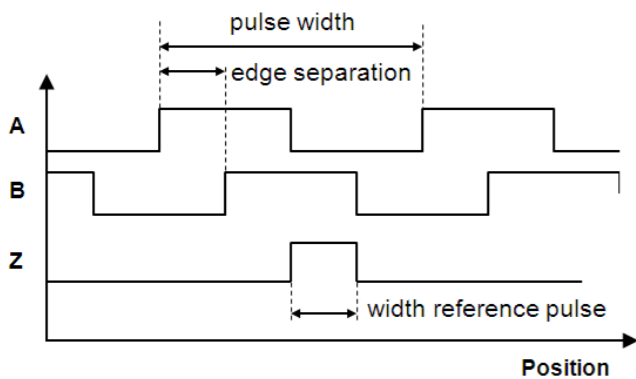 pulse width
edge separation
A
B
Z
width reference pulse
Position